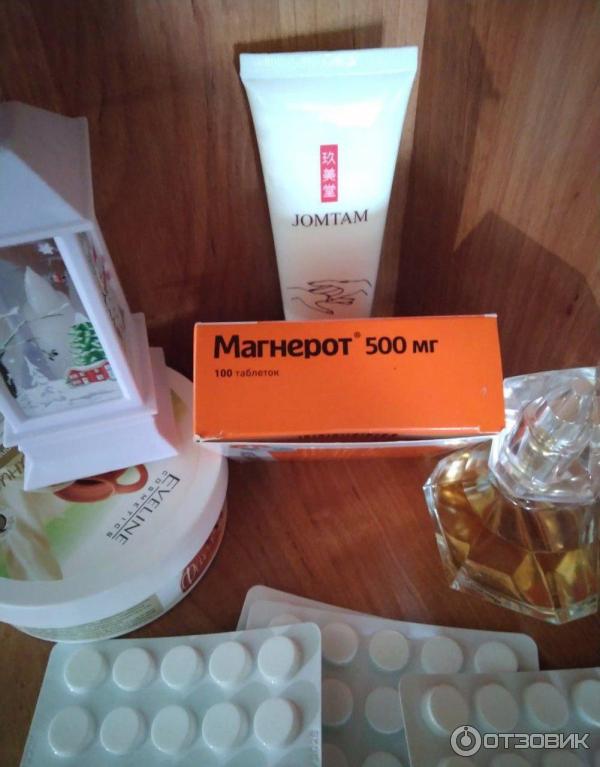 玖美堂
JOMTAM
Магнерот® 500 мг
100 таблеток
EVELINE
COSMETICS
ОТЗОВИК